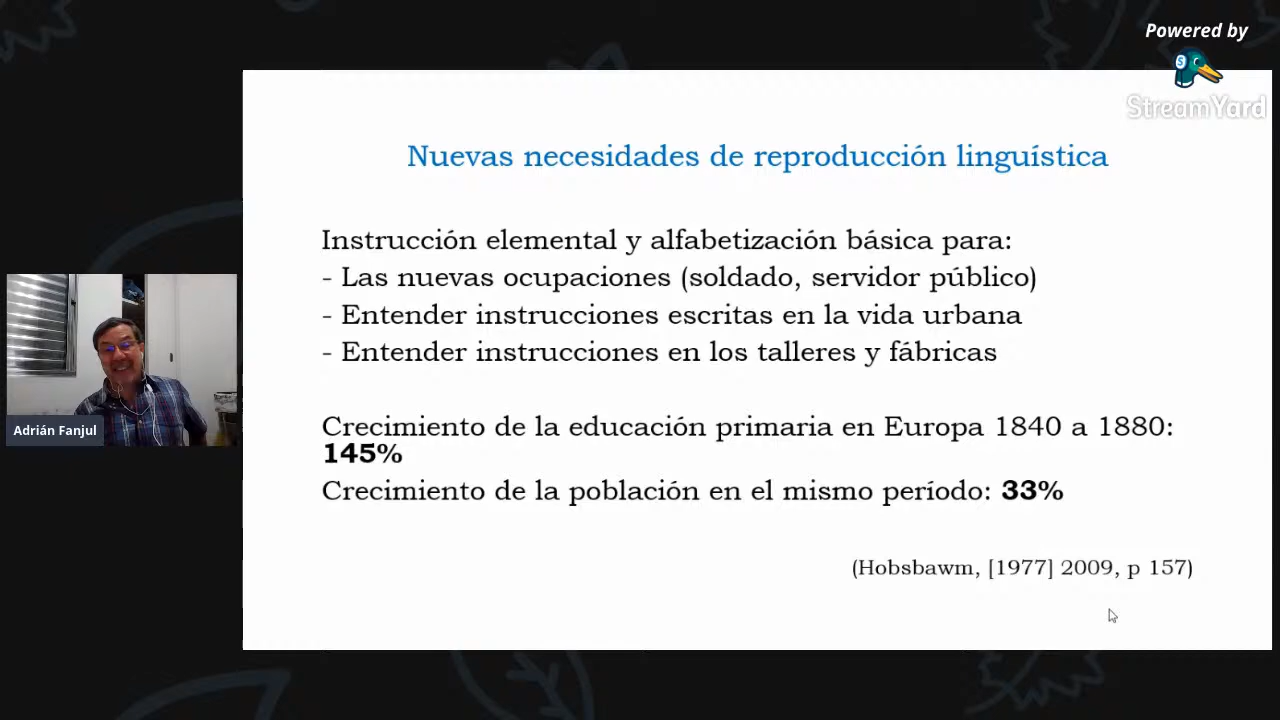 Powered by
StreamYard
Nuevas necesidades de reproducción linguística
Instrucción elemental y alfabetización básica para:
- Las nuevas ocupaciones (soldado, servidor público)
- Entender instrucciones escritas en la vida urbana
- Entender instrucciones en los talleres y fábricas
Crecimiento de la educación primaria en Europa 1840 a 1880:
145%
Crecimiento de la población en el mismo período: 33%
(Hobsbawm, [1977] 2009, p 157)
Adrián Fanjul